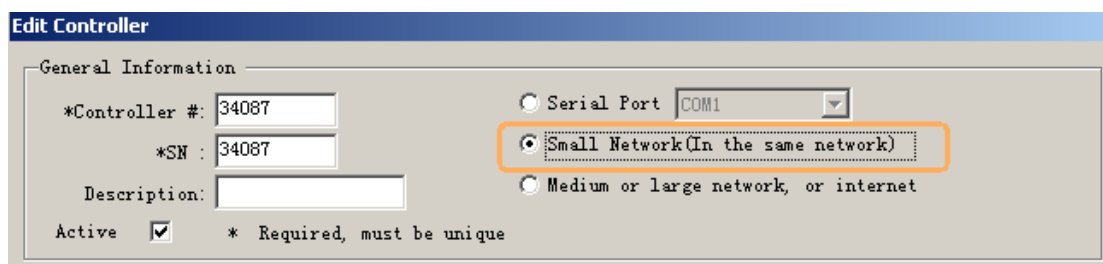 Edit Controller
General Information
*Controller #: 34087
Serial Port COM1
*SN : 34087
Small Network(In the same network)
Description:
Medium or large network, or internet
Active * Required, must be unique